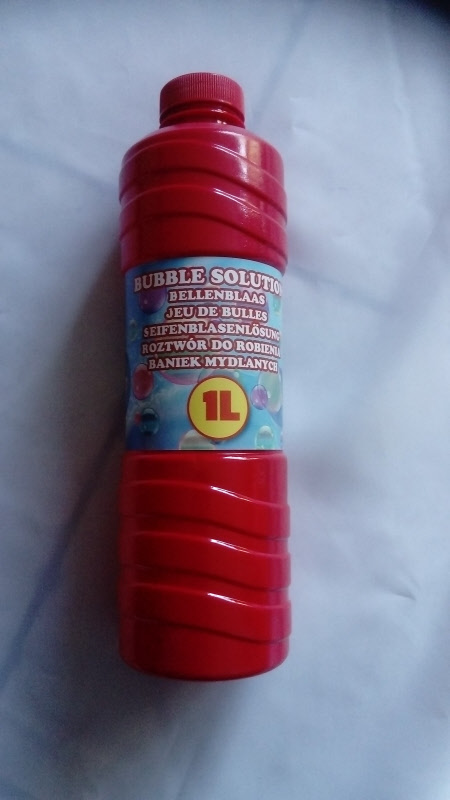 BUBBLE SOLUTION
BELLENBLAAS
JEU DE BULLES
SEIFENBLASENLÖSUNG
ROZTWÓR DO ROBIENIA
BANIEK MYDLANYCH
1L